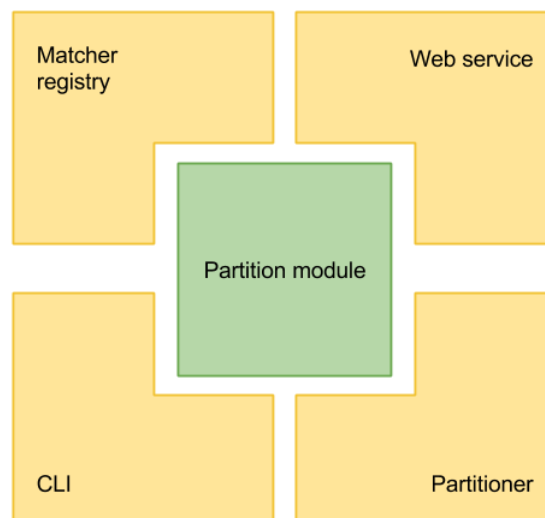 Matcher
registry
Web service
Partition module
CLI
Partitioner